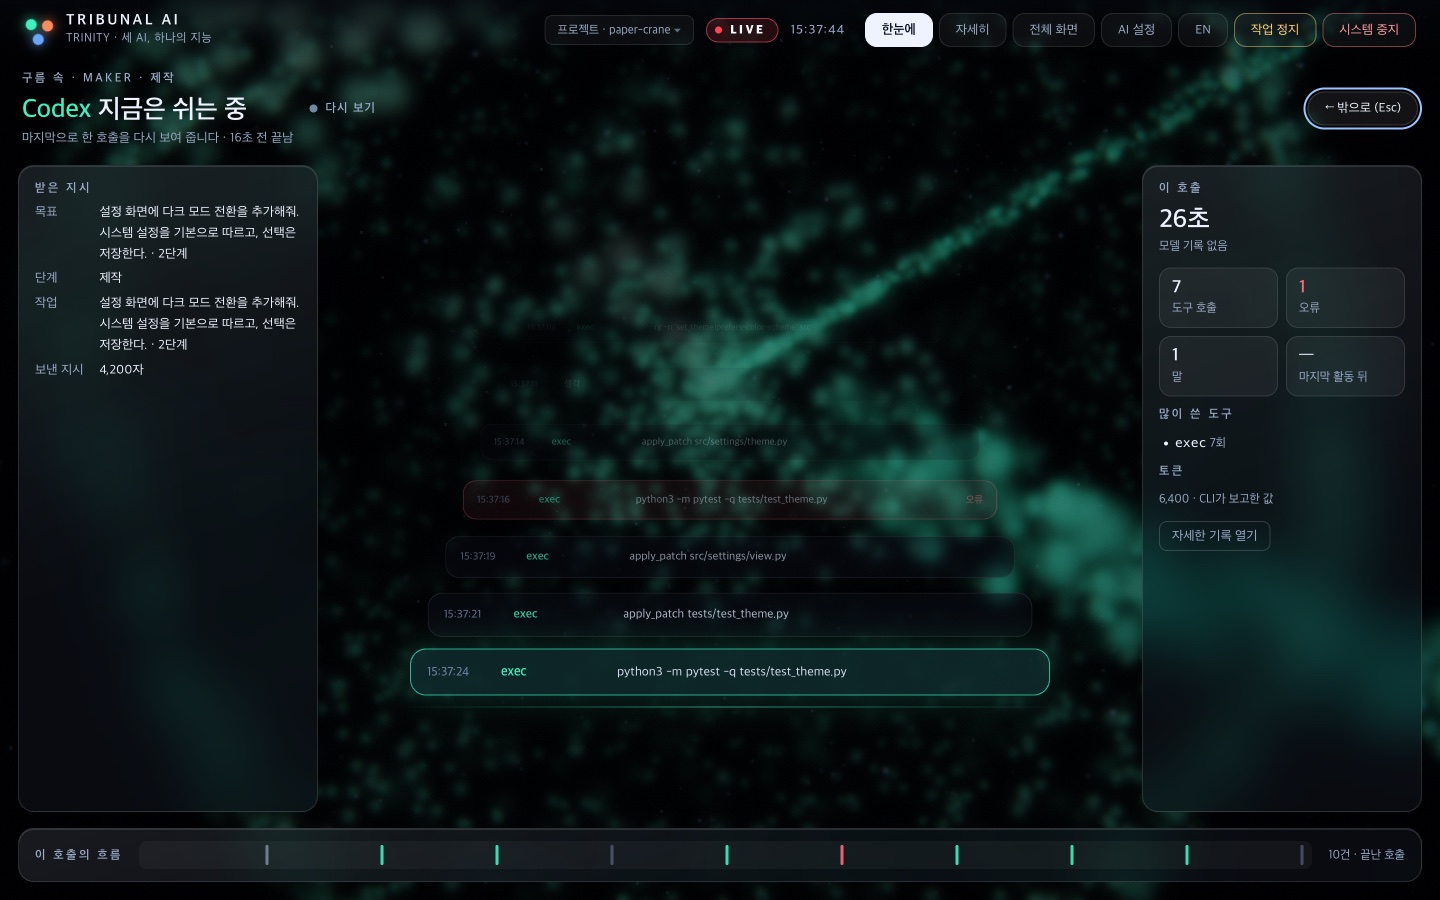 TRIBUNAL AI
TRINITY · 세 AI, 하나의 지능
프로젝트 · paper-crane
LIVE
15:37:44
한눈에
자세히
전체 화면
AI 설정
EN
작업 정지
시스템 중지
구름 속 · MAKER · 제작
Codex 지금은 쉬는 중
다시 보기
마지막으로 한 호출을 다시 보여 줍니다 · 16초 전 끝남
← 밖으로 (Esc)
받은 지시
목표 설정 화면에 다크 모드 전환을 추가해줘.
시스템 설정을 기본으로 따르고, 선택은
저장한다. · 2단계
단계 제작
작업 설정 화면에 다크 모드 전환을 추가해줘.
시스템 설정을 기본으로 따르고, 선택은
저장한다. · 2단계
보낸 지시 4,200자
exec
생각
15:37:14 exec apply_patch src/settings/theme.py
15:37:16 exec python3 -m pytest -q tests/test_theme.py 오류
15:37:19 exec apply_patch src/settings/view.py
15:37:21 exec apply_patch tests/test_theme.py
15:37:24 exec python3 -m pytest -q tests/test_theme.py
이 호출
26초
모델 기록 없음
7
도구 호출
1
오류
1
말
—
마지막 활동 뒤
많이 쓴 도구
• exec 7회
토큰
6,400 · CLI가 보고한 값
자세한 기록 열기
이 호출의 흐름
10건 · 끝난 호출